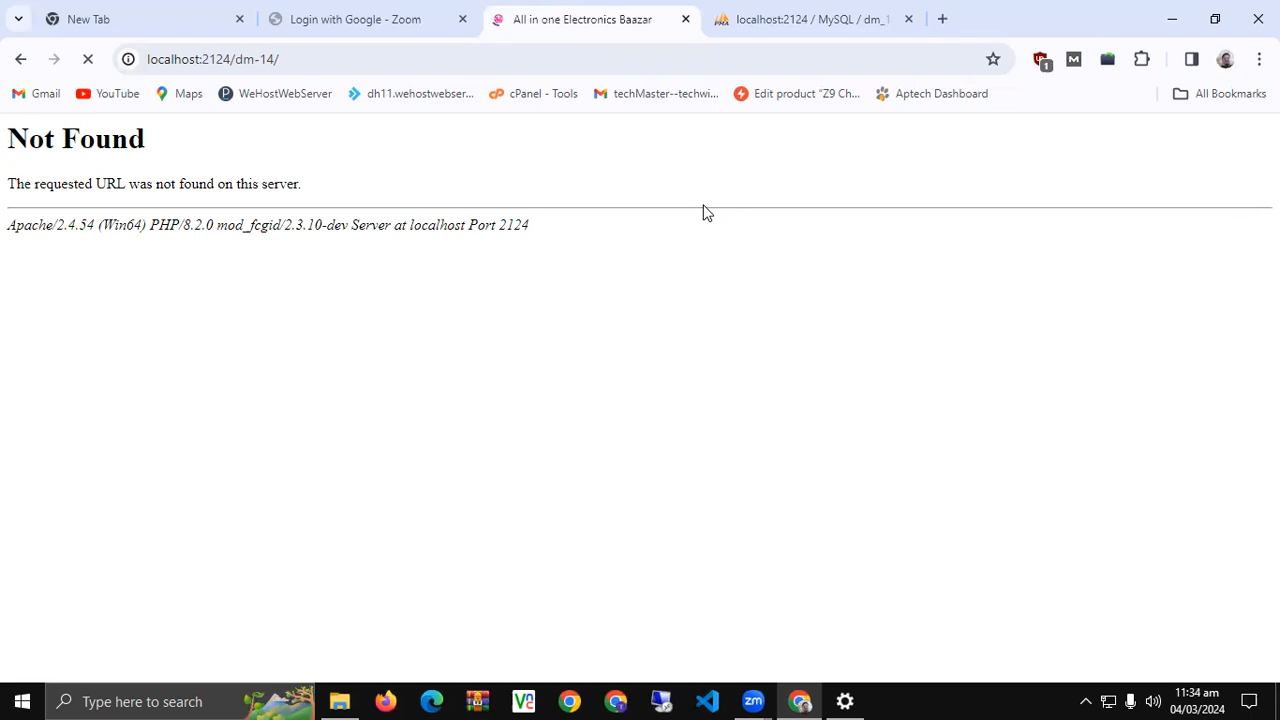 New Tab
Login with Google - Zoom
All in one Electronics Baazar
localhost:2124 / MySQL / dm_1
localhost:2124/dm-14/
1
M
Gmail
YouTube
Maps
WeHostWebServer
dh11.wehostwebser...
cPanel - Tools
techMaster--techwi...
Edit product "Z9 Ch...
Aptech Dashboard
All Bookmarks
Not Found
The requested URL was not found on this server.
Apache/2.4.54 (Win64) PHP/8.2.0 mod_fcgid/2.3.10-dev Server at localhost Port 2124
Type here to search
zm
11:34 am
04/03/2024